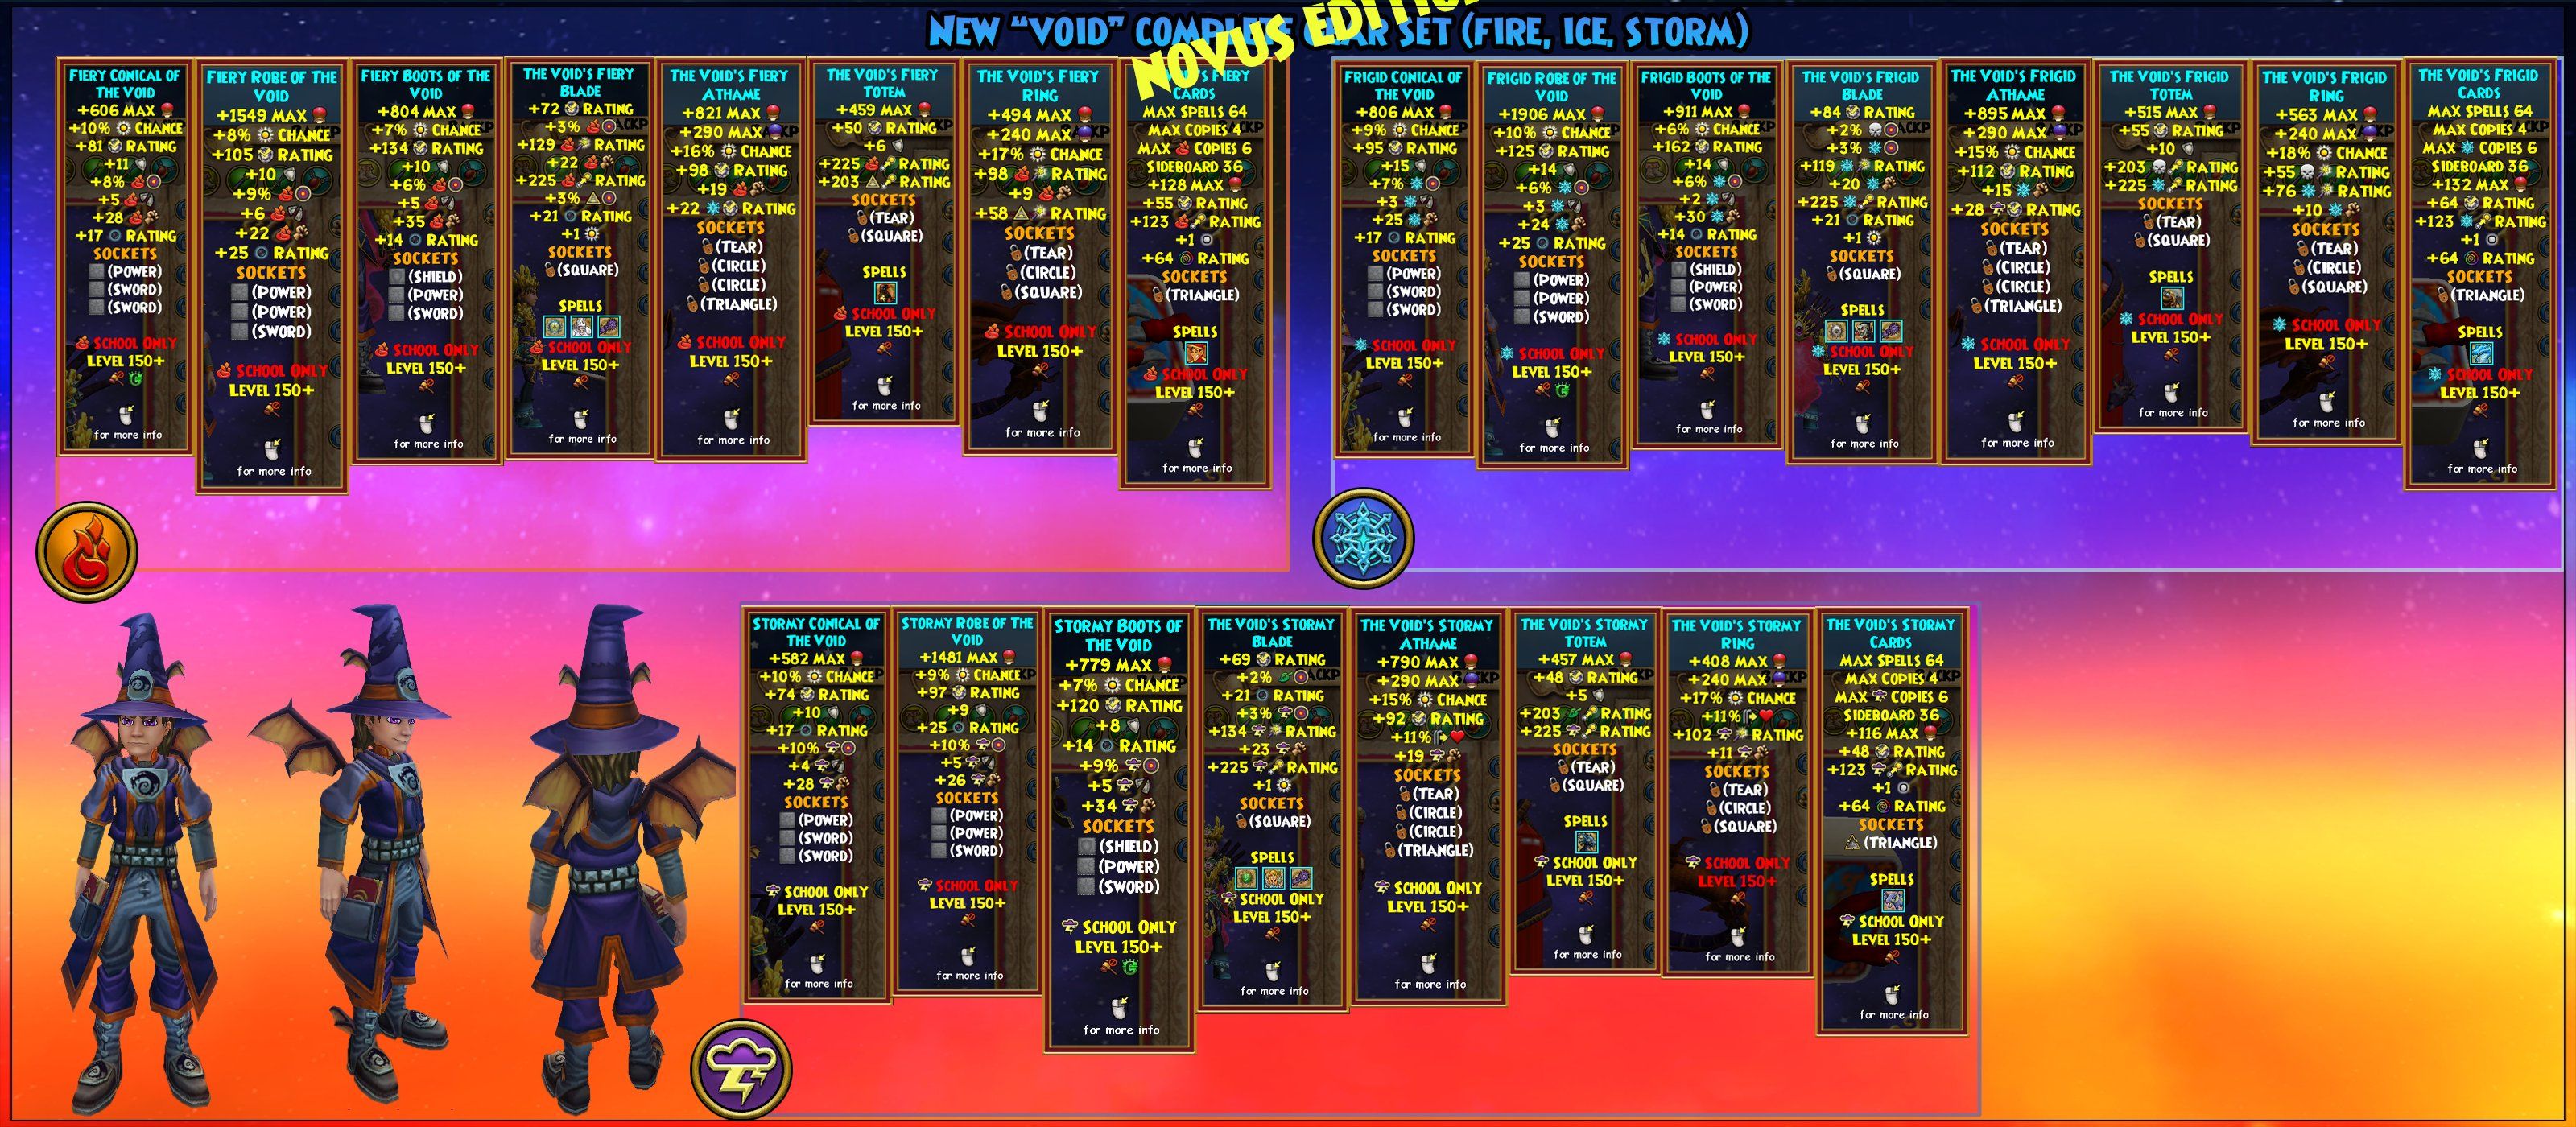 NEW "VOID" COMPLETE GEAR SET (FIRE, ICE, STORM)
NOVUS EDITION
FIERY CONICAL OF
THE VOID
+606 MAX
+10% CHANCE
+81 RATING
+11
+8%
+5
+28
+17 RATING
SOCKETS
(POWER)
(SWORD)
(SWORD)
SCHOOL ONLY
LEVEL 150+
for more info
FIERY ROBE OF THE
VOID
+1549 MAX
+8% CHANCE
+105 RATING
+10
+9%
+6
+22
+25 RATING
SOCKETS
(POWER)
(POWER)
(SWORD)
SCHOOL ONLY
LEVEL 150+
for more info
FIERY BOOTS OF THE
VOID
+804 MAX
+7% CHANCE
+134 RATING
+10
+6%
+5
+35
+14 RATING
SOCKETS
(SHIELD)
(POWER)
(SWORD)
SCHOOL ONLY
LEVEL 150+
for more info
THE VOID'S FIERY
BLADE
+72 RATING
+3%
+129 RATING
+22
+225 RATING
+3%
+21 RATING
+1
SOCKETS
(SQUARE)
SPELLS
SCHOOL ONLY
LEVEL 150+
for more info
THE VOID'S FIERY
ATHAME
+821 MAX
+290 MAX
+16% CHANCE
+98 RATING
+19
+22 RATING
SOCKETS
(TEAR)
(CIRCLE)
(CIRCLE)
(TRIANGLE)
SCHOOL ONLY
LEVEL 150+
for more info
THE VOID'S FIERY
TOTEM
+459 MAX
+50 RATING
+6
+225 RATING
+203 RATING
SOCKETS
(TEAR)
(SQUARE)
SPELLS
SCHOOL ONLY
LEVEL 150+
for more info
THE VOID'S FIERY
RING
+494 MAX
+240 MAX
+17% CHANCE
+98 RATING
+9
+58 RATING
SOCKETS
(TEAR)
(CIRCLE)
(SQUARE)
SCHOOL ONLY
LEVEL 150+
for more info
FIERY
CARDS
MAX SPELLS 64
MAX COPIES 4
MAX COPIES 6
SIDEBOARD 36
+128 MAX
+55 RATING
+123 RATING
+1
+64 RATING
SOCKETS
(TRIANGLE)
SPELLS
SCHOOL ONLY
LEVEL 150+
for more info
FRIGID CONICAL OF
THE VOID
+806 MAX
+9% CHANCE
+95 RATING
+15
+7%
+3
+25
+17 RATING
SOCKETS
(POWER)
(SWORD)
(SWORD)
SCHOOL ONLY
LEVEL 150+
for more info
FRIGID ROBE OF THE
VOID
+1906 MAX
+10% CHANCE
+125 RATING
+14
+6%
+3
+24
+25 RATING
SOCKETS
(POWER)
(POWER)
(SWORD)
SCHOOL ONLY
LEVEL 150+
for more info
FRIGID BOOTS OF THE
VOID
+911 MAX
+6% CHANCE
+162 RATING
+14
+6%
+2
+30
+14 RATING
SOCKETS
(SHIELD)
(POWER)
(SWORD)
SCHOOL ONLY
LEVEL 150+
for more info
THE VOID'S FRIGID
BLADE
+84 RATING
+2%
+3%
+119 RATING
+20
+225 RATING
+21 RATING
+1
SOCKETS
(SQUARE)
SPELLS
SCHOOL ONLY
LEVEL 150+
for more info
THE VOID'S FRIGID
ATHAME
+895 MAX
+290 MAX
+15% CHANCE
+112 RATING
+15
+28 RATING
SOCKETS
(TEAR)
(CIRCLE)
(CIRCLE)
(TRIANGLE)
SCHOOL ONLY
LEVEL 150+
for more info
THE VOID'S FRIGID
TOTEM
+515 MAX
+55 RATING
+10
+203 RATING
+225 RATING
SOCKETS
(TEAR)
(SQUARE)
SPELLS
SCHOOL ONLY
LEVEL 150+
for more info
THE VOID'S FRIGID
RING
+563 MAX
+240 MAX
+18% CHANCE
+55 RATING
+76 RATING
+10
SOCKETS
(TEAR)
(CIRCLE)
(SQUARE)
SCHOOL ONLY
LEVEL 150+
for more info
THE VOID'S FRIGID
CARDS
MAX SPELLS 64
MAX COPIES 4
MAX COPIES 6
SIDEBOARD 36
+132 MAX
+64 RATING
+123 RATING
+1
+64 RATING
SOCKETS
(TRIANGLE)
SPELLS
SCHOOL ONLY
LEVEL 150+
for more info
STORMY CONICAL OF
THE VOID
+582 MAX
+10% CHANCE
+74 RATING
+10
+17 RATING
+10%
+4
+28
SOCKETS
(POWER)
(SWORD)
(SWORD)
SCHOOL ONLY
LEVEL 150+
for more info
STORMY ROBE OF THE
VOID
+1481 MAX
+9% CHANCE
+97 RATING
+9
+25 RATING
+10%
+5
+26
SOCKETS
(POWER)
(POWER)
(SWORD)
SCHOOL ONLY
LEVEL 150+
for more info
STORMY BOOTS OF
THE VOID
+779 MAX
+7% CHANCE
+120 RATING
+8
+14 RATING
+9%
+5
+34
SOCKETS
(SHIELD)
(POWER)
(SWORD)
SCHOOL ONLY
LEVEL 150+
for more info
THE VOID'S STORMY
BLADE
+69 RATING
+2%
+21 RATING
+3%
+134 RATING
+23
+225 RATING
+1
SOCKETS
(SQUARE)
SPELLS
SCHOOL ONLY
LEVEL 150+
for more info
THE VOID'S STORMY
ATHAME
+790 MAX
+290 MAX
+15% CHANCE
+92 RATING
+11%
+19
SOCKETS
(TEAR)
(CIRCLE)
(CIRCLE)
(TRIANGLE)
SCHOOL ONLY
LEVEL 150+
for more info
THE VOID'S STORMY
TOTEM
+457 MAX
+48 RATING
+5
+203 RATING
+225 RATING
SOCKETS
(TEAR)
(SQUARE)
SPELLS
SCHOOL ONLY
LEVEL 150+
for more info
THE VOID'S STORMY
RING
+408 MAX
+240 MAX
+17% CHANCE
+11%
+102 RATING
+11
SOCKETS
(TEAR)
(CIRCLE)
(SQUARE)
SCHOOL ONLY
LEVEL 150+
for more info
THE VOID'S STORMY
CARDS
MAX SPELLS 64
MAX COPIES 4
MAX COPIES 6
SIDEBOARD 36
+116 MAX
+48 RATING
+123 RATING
+1
+64 RATING
SOCKETS
(TRIANGLE)
SPELLS
SCHOOL ONLY
LEVEL 150+
for more info